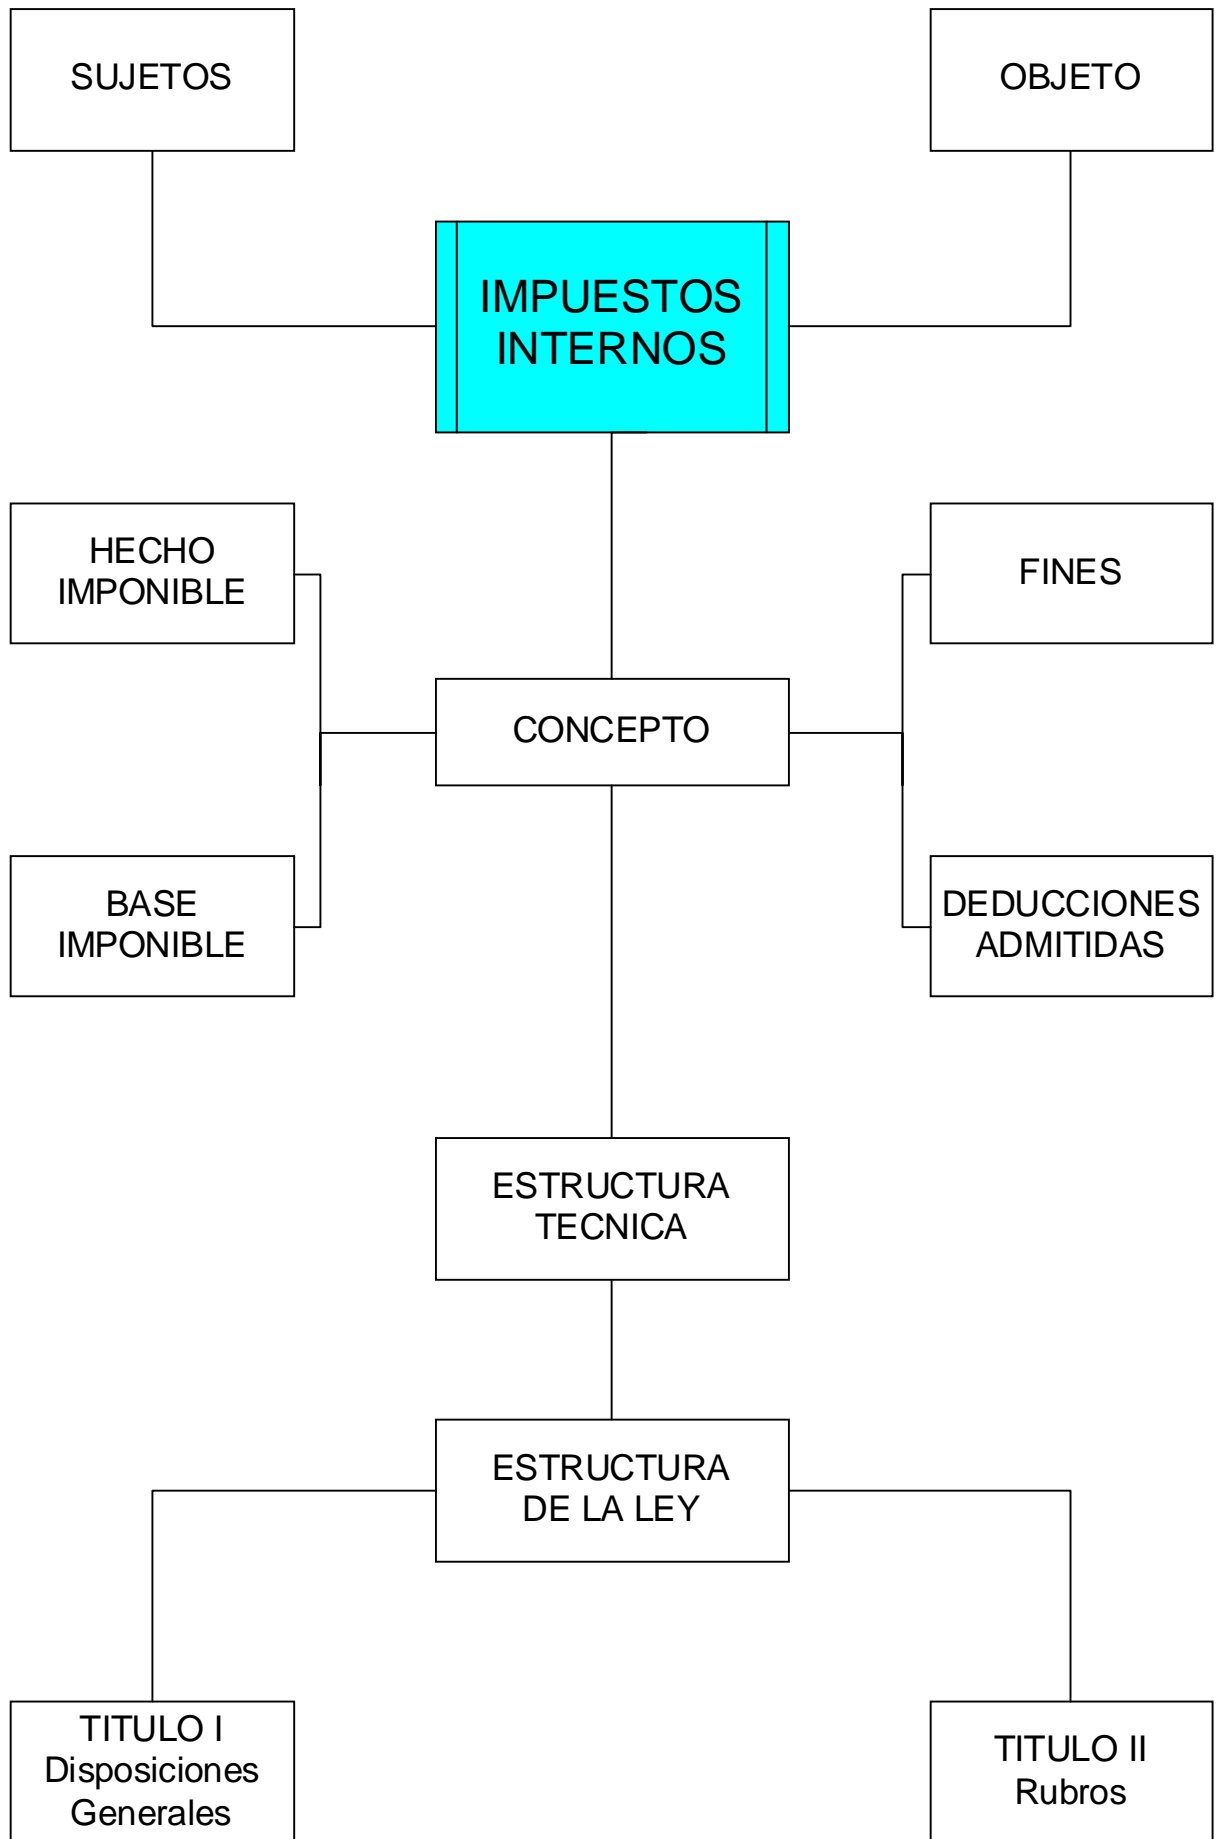 SUJETOS
OBJETO
IMPUESTOS
INTERNOS
HECHO
IMPONIBLE
FINES
CONCEPTO
BASE
IMPONIBLE
DEDUCCIONES
ADMITIDAS
ESTRUCTURA
TECNICA
ESTRUCTURA
DE LA LEY
TITULO I
Disposiciones
Generales
TITULO II
Rubros